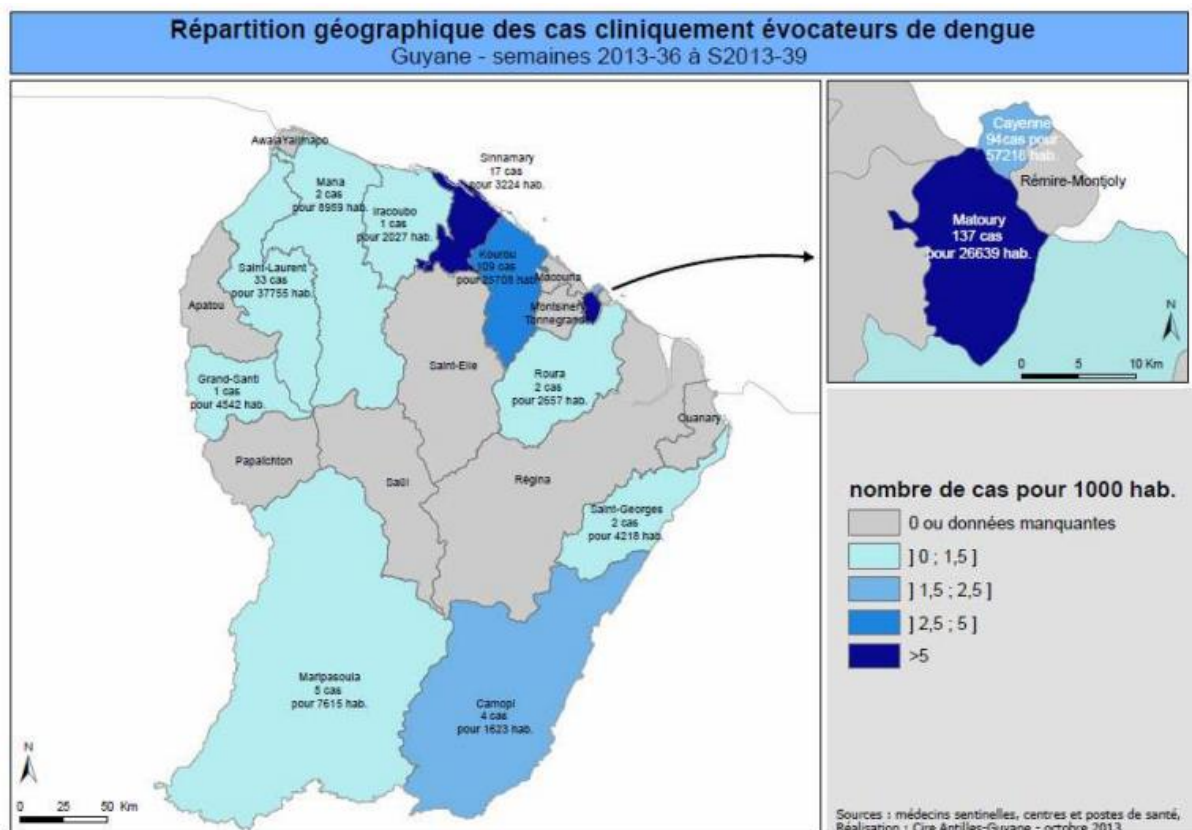 Répartition géographique des cas cliniquement évocateurs de dengue
Guyane - semaines 2013-36 à S2013-39
AwalaYalimapo
Mana
2 cas
pour 8969 hab.
Iracoubo
1 cas
pour 2027 hab.
Sinnamary
17 cas
pour 3224 hab.
Kourou
109 cas
pour 25708 hab.
Macouria
Montsinery
Tonnegrande
Saint-Laurent
33 cas
pour 37755 hab.
Apatou
Grand-Santi
1 cas
pour 4542 hab.
Saint-Elie
Roura
2 cas
pour 2657 hab.
Ouanary
Papaïchton
Saül
Régina
Saint-Georges
2 cas
pour 4218 hab.
Maripasoula
5 cas
pour 7615 hab.
Camopi
4 cas
pour 1623 hab.
N
0 25 50 Km
Cayenne
94cas pour
57216 hab.
Rémire-Montjoly
Matoury
137 cas
pour 26639 hab.
N
0 5 10 Km
nombre de cas pour 1000 hab.
0 ou données manquantes
] 0 ; 1,5 ]
] 1,5 ; 2,5 ]
] 2,5 ; 5 ]
>5
Sources : médecins sentinelles, centres et postes de santé,
Réalisation : Cire Antilles-Guyane - octobre 2013